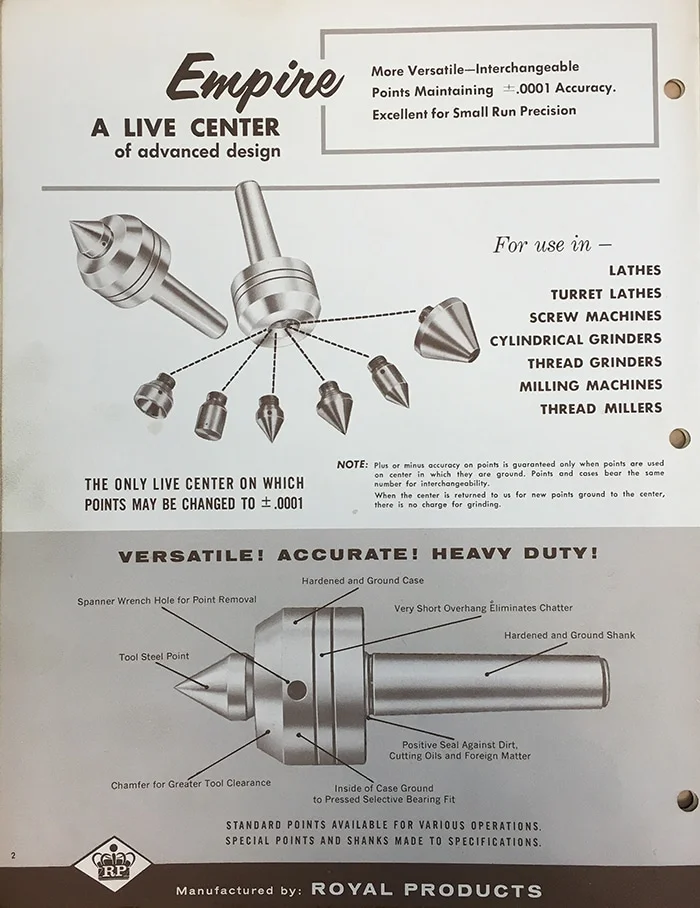 Empire
A LIVE CENTER
of advanced design
More Versatile—Interchangeable
Points Maintaining ±.0001 Accuracy.
Excellent for Small Run Precision
For use in —
LATHES
TURRET LATHES
SCREW MACHINES
CYLINDRICAL GRINDERS
THREAD GRINDERS
MILLING MACHINES
THREAD MILLERS
THE ONLY LIVE CENTER ON WHICH
POINTS MAY BE CHANGED TO ±.0001
NOTE: Plus or minus accuracy on points is guaranteed only when points are used
on center in which they are ground. Points and cases bear the same
number for interchangeability.
When the center is returned to us for new points ground to the center,
there is no charge for grinding.
VERSATILE! ACCURATE! HEAVY DUTY!
Hardened and Ground Case
Spanner Wrench Hole for Point Removal
Very Short Overhang Eliminates Chatter
Hardened and Ground Shank
Tool Steel Point
Positive Seal Against Dirt,
Cutting Oils and Foreign Matter
Chamfer for Greater Tool Clearance
Inside of Case Ground
to Pressed Selective Bearing Fit
STANDARD POINTS AVAILABLE FOR VARIOUS OPERATIONS.
SPECIAL POINTS AND SHANKS MADE TO SPECIFICATIONS.
2
RP
Manufactured by: ROYAL PRODUCTS